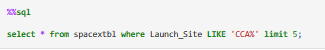 %%sql
select * from spacextbl where Launch_Site LIKE 'CCA%' limit 5;